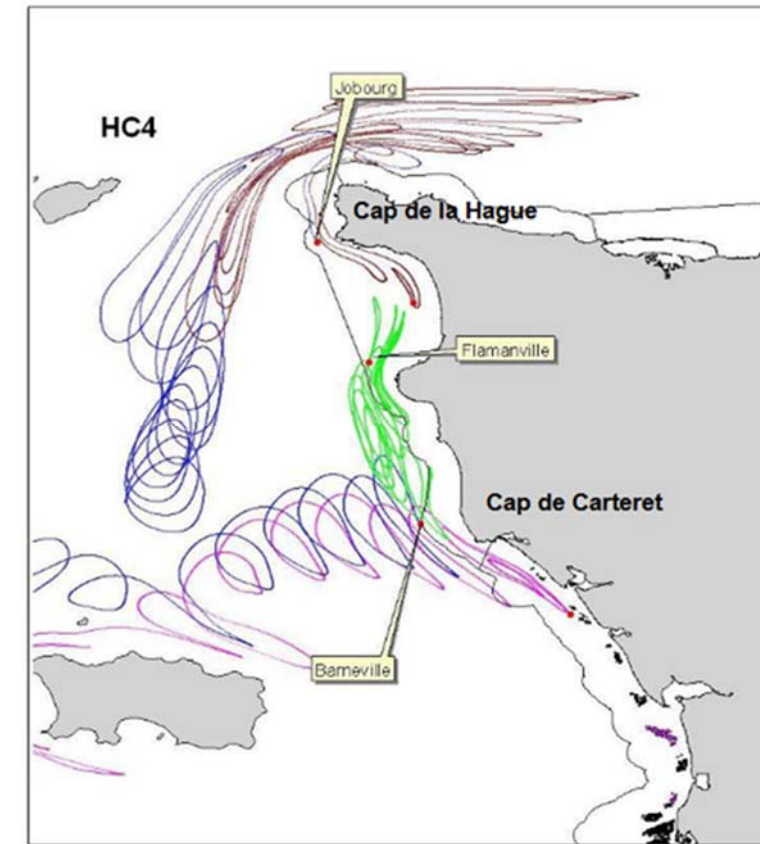 Jobourg
HC4
Cap de la Hague
Flamanville
Cap de Carteret
Barneville